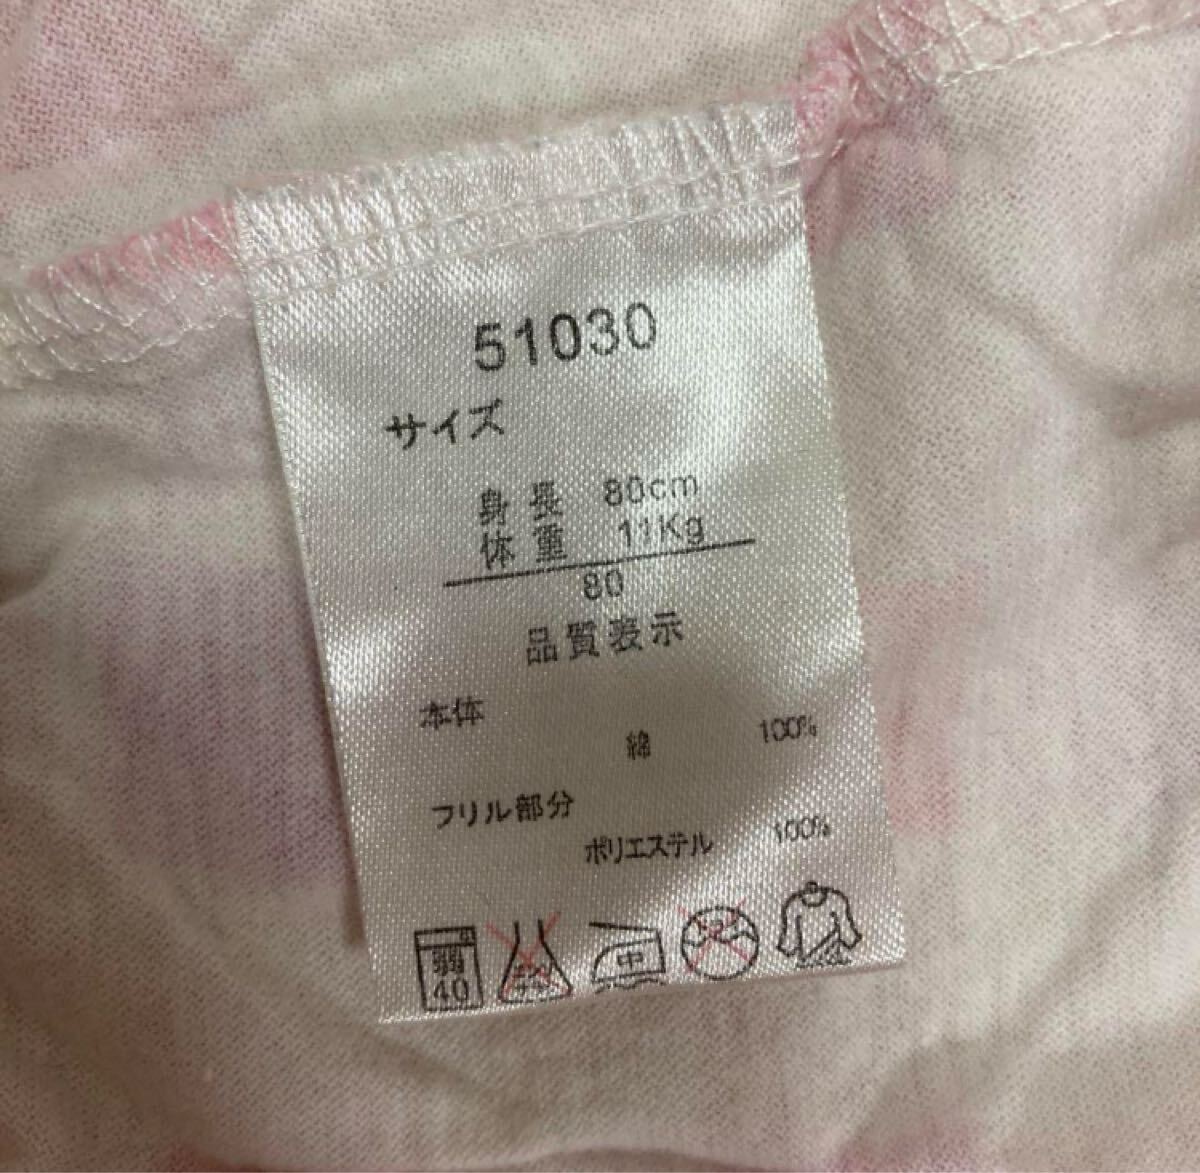 51030
サイズ
身長 80cm
体重 11Kg
80
品質表示
本体
綿 100%
フリル部分
ポリエステル 100%
弱
40
中